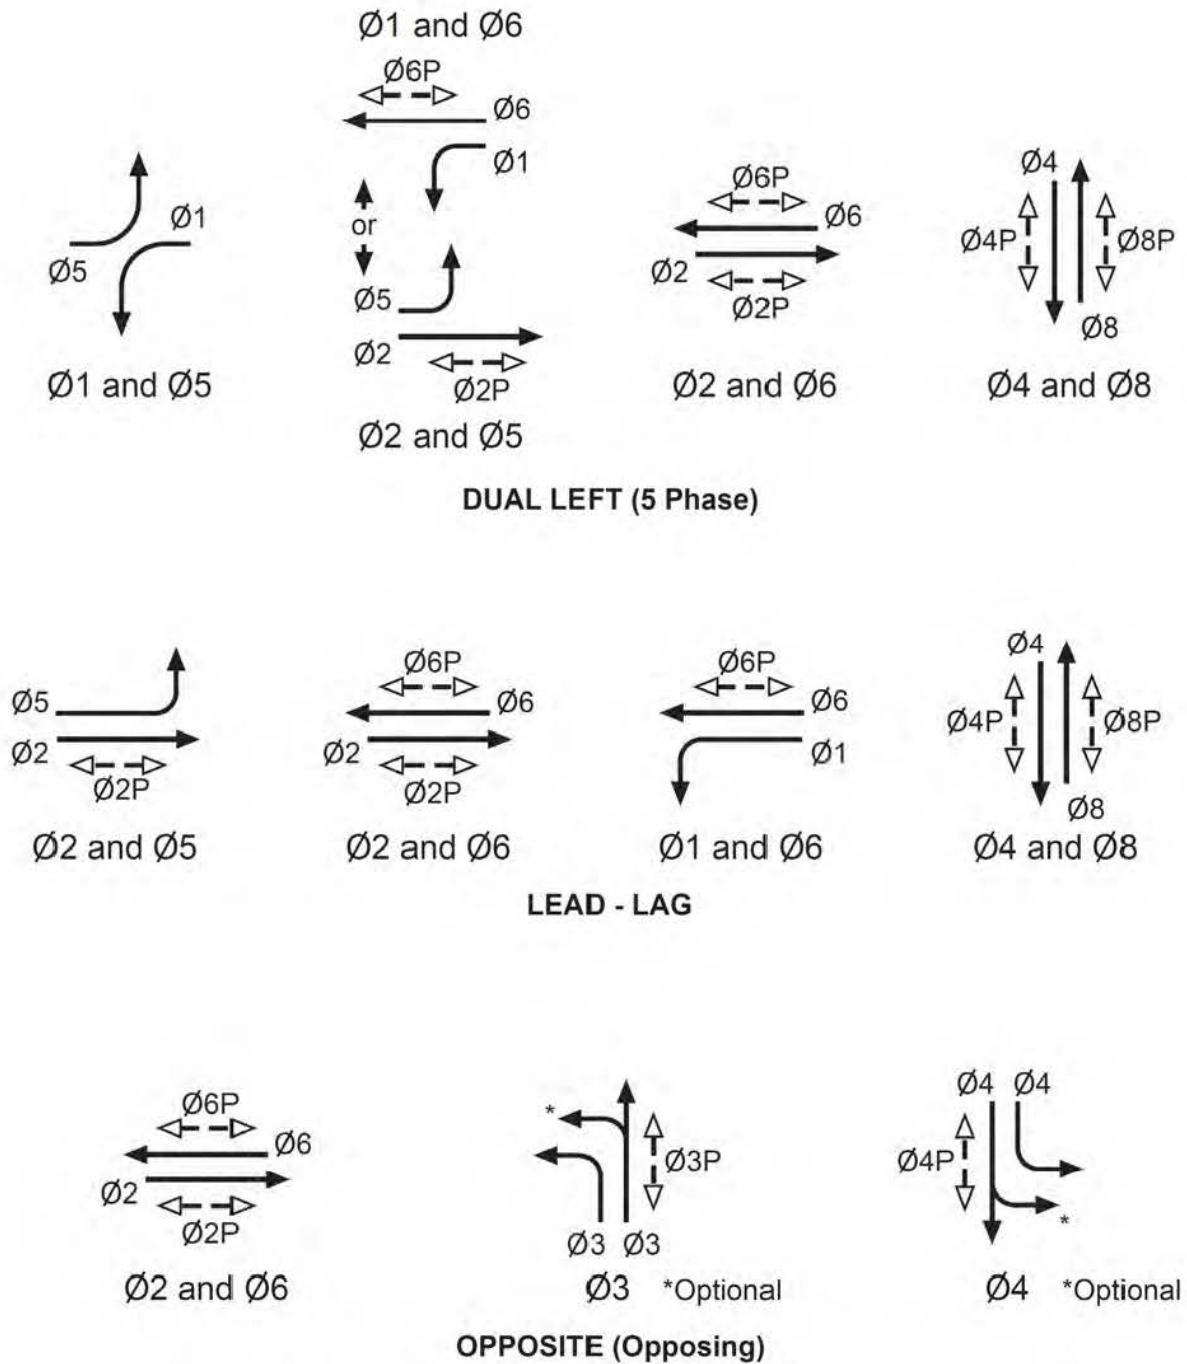 Ø1 and Ø6
Ø6P
Ø6
Ø1
Ø1
Ø5
Ø1 and Ø5
or
Ø5
Ø2
Ø2P
Ø2 and Ø5
Ø6P
Ø6
Ø2
Ø2P
Ø2 and Ø6
Ø4
Ø4P
Ø8P
Ø8
Ø4 and Ø8
DUAL LEFT (5 Phase)
Ø5
Ø2
Ø2P
Ø2 and Ø5
Ø6P
Ø6
Ø2
Ø2P
Ø2 and Ø6
Ø6P
Ø6
Ø1
Ø1 and Ø6
Ø4
Ø4P
Ø8P
Ø8
Ø4 and Ø8
LEAD - LAG
Ø6P
Ø6
Ø2
Ø2P
Ø2 and Ø6
*
Ø3P
Ø3 Ø3
Ø3 *Optional
Ø4 Ø4
Ø4P
*
Ø4 *Optional
OPPOSITE (Opposing)